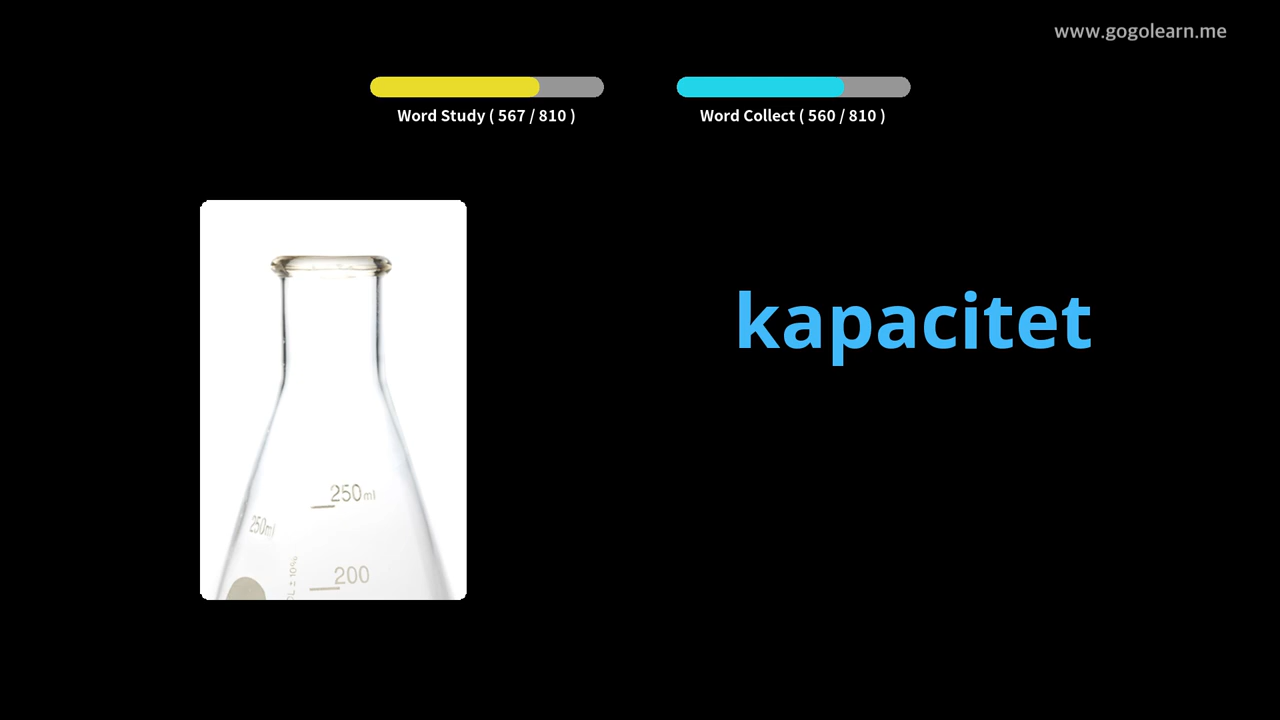 www.gogolearn.me
Word Study ( 567 / 810 )
Word Collect ( 560 / 810 )
kapacitet
250ml
250ml
200